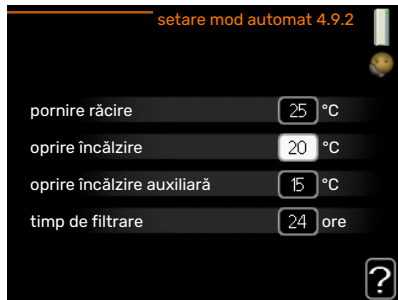 setare mod automat 4.9.2
pornire răcire 25 °C
oprire încălzire 20 °C
oprire încălzire auxiliară 15 °C
timp de filtrare 24 ore
?